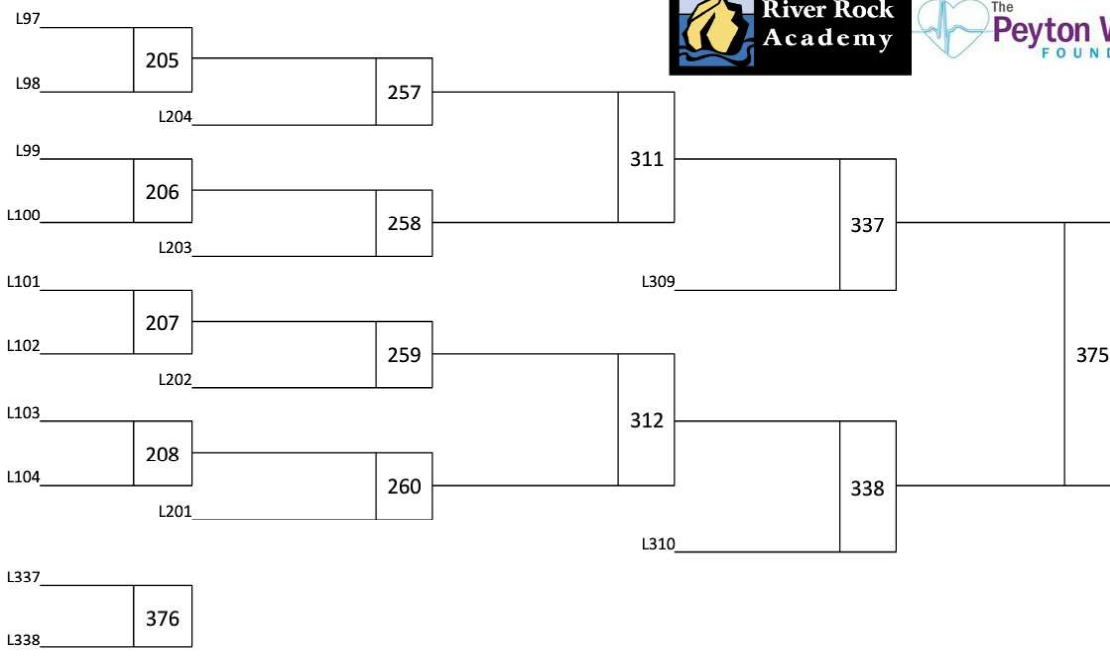 River Rock
Academy
The
Peyton
FOUND
L97
205
L98
257
L204
L99
311
206
L100
258
337
L203
L309
L101
207
L102
259
375
L202
L103
312
208
L104
260
338
L201
L310
L337
376
L338